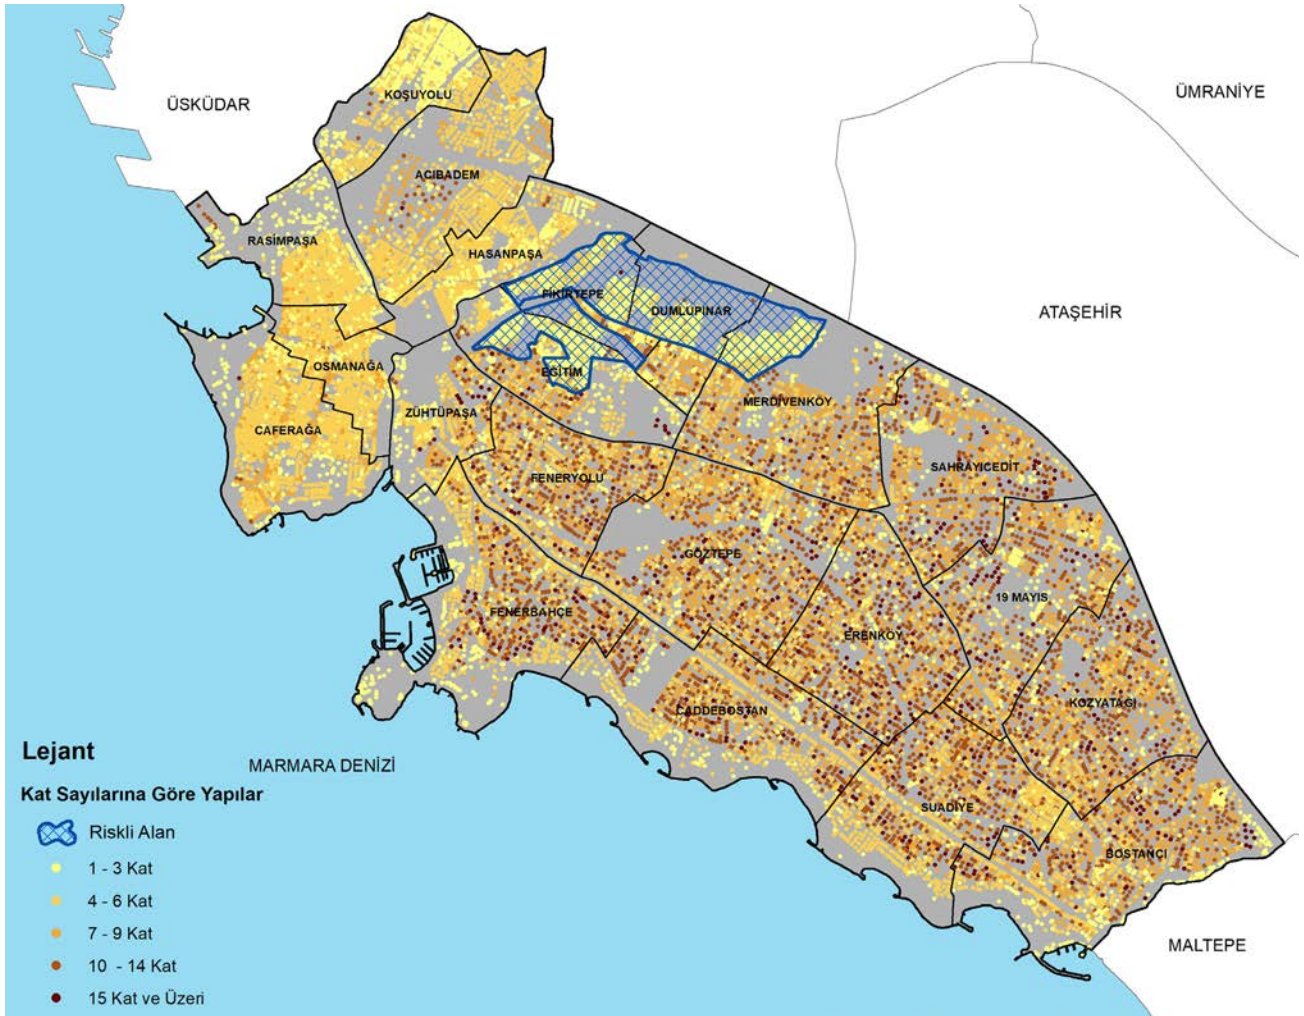 ÜMRANİYE
ÜSKÜDAR
KOŞUYOLU
ACIBADEM
RASİMPAŞA
HASANPAŞA
FİKİRTEPE
DUMLUPINAR
ATAŞEHİR
OSMANAĞA
EĞİTİM
ZÜHTÜPAŞA
MERDİVENKÖY
CAFERAĞA
SAHRAYICEDİT
FENERYOLU
GÖZTEPE
19 MAYIS
FENERBAHÇE
ERENKÖY
KOZYATAĞI
CADDEBOSTAN
MARMARA DENİZİ
SUADİYE
BOSTANCI
MALTEPE
Lejant
Kat Sayılarına Göre Yapılar
Riskli Alan
1 - 3 Kat
4 - 6 Kat
7 - 9 Kat
10 - 14 Kat
15 Kat ve Üzeri